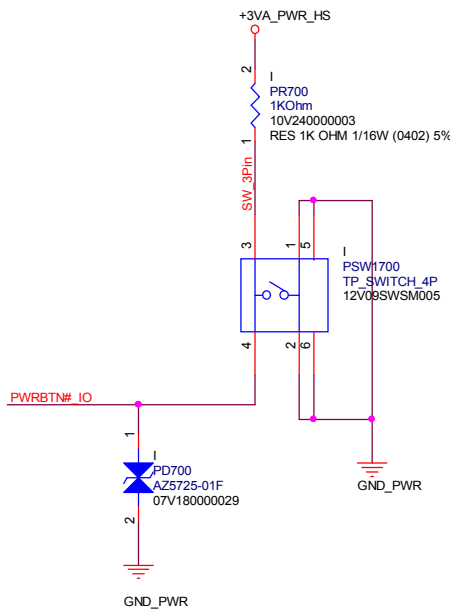 +3VA_PWR_HS
2
I
PR700
1KOhm
10V240000003
RES 1K OHM 1/16W (0402) 5%
1
SW_3Pin
3
1
5
I
PSW1700
TP_SWITCH_4P
12V09SWSM005
4
2
6
PWRBTN#_IO
1
I
PD700
AZ5725-01F
07V180000029
2
GND_PWR
GND_PWR